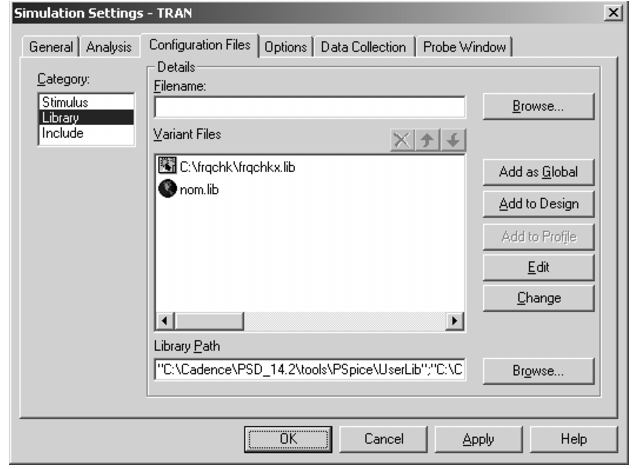 Simulation Settings - TRAN
General Analysis Configuration Files Options Data Collection Probe Window
Category:
Stimulus
Library
Include
Details
Filename:
Browse...
Variant Files
C:\frqchk\frqchkx.lib
nom.lib
Add as Global
Add to Design
Add to Profile
Edit
Change
Library Path
"C:\Cadence\PSD_14.2\tools\PSpice\UserLib";"C:\C
Browse...
OK Cancel Apply Help